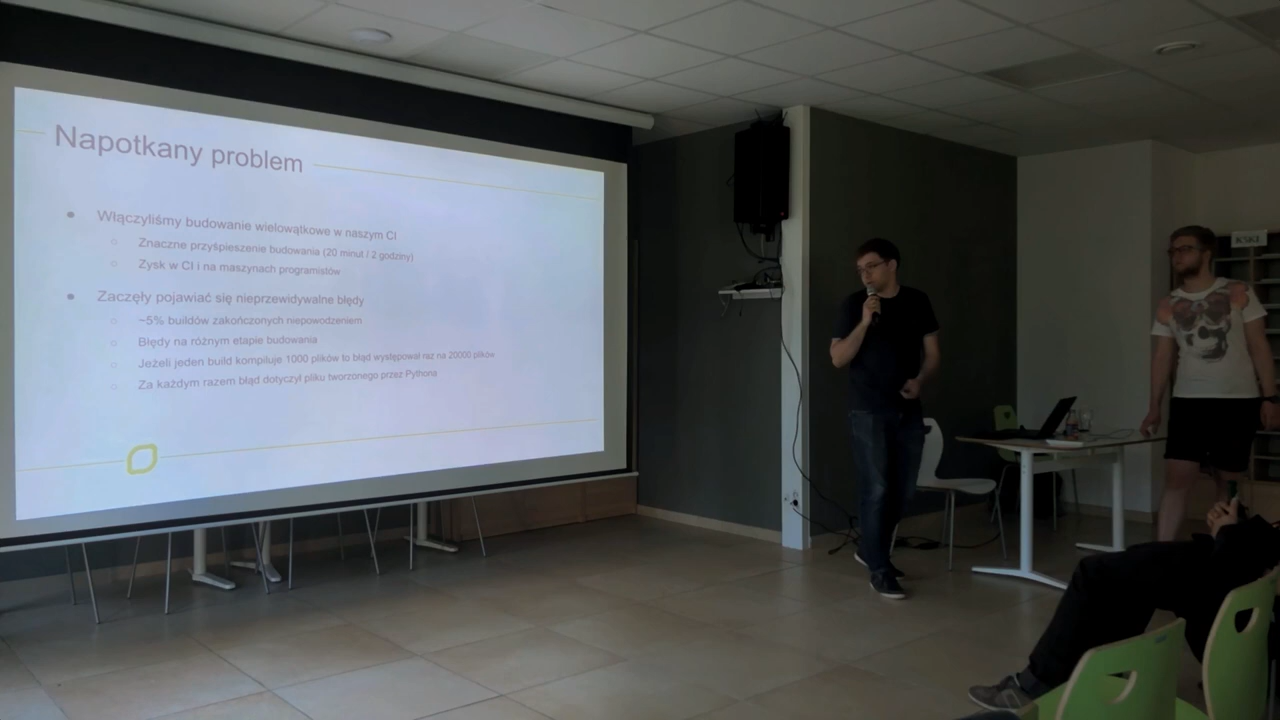 Napotkany problem
Włączyliśmy budowanie wielowątkowe w naszym CI
Znaczne przyśpieszenie budowania (20 minut / 2 godziny)
Zysk w CI i na maszynach programistów
Zaczęły pojawiać się nieprzewidywalne błędy
~5% buildów zakończonych niepowodzeniem
Błędy na różnym etapie budowania
Jeżeli jeden build kompiluje 1000 plików to błąd występował raz na 20000 plików
Za każdym razem błąd dotyczył pliku tworzonego przez Pythona
KSKI